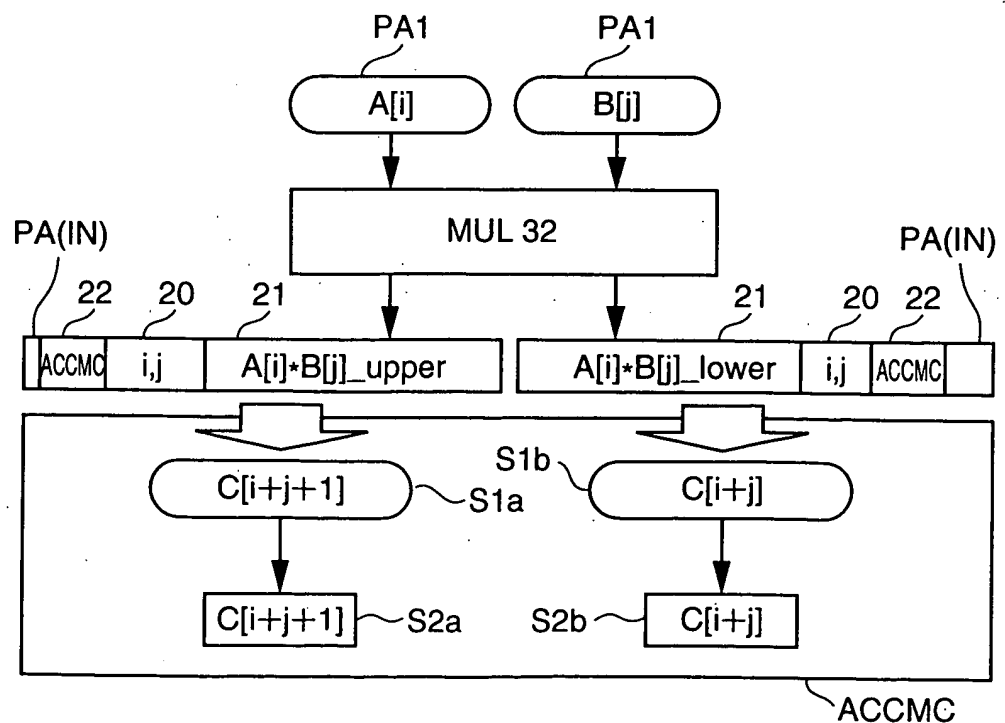 PA1 PA1
A[i] B[j]
MUL 32
PA(IN) PA(IN)
22 20 21 21 20 22
ACCMC i,j A[i]*B[j]_upper A[i]*B[j]_lower i,j ACCMC
C[i+j+1] S1a S1b C[i+j]
C[i+j+1] S2a S2b C[i+j]
ACCMC